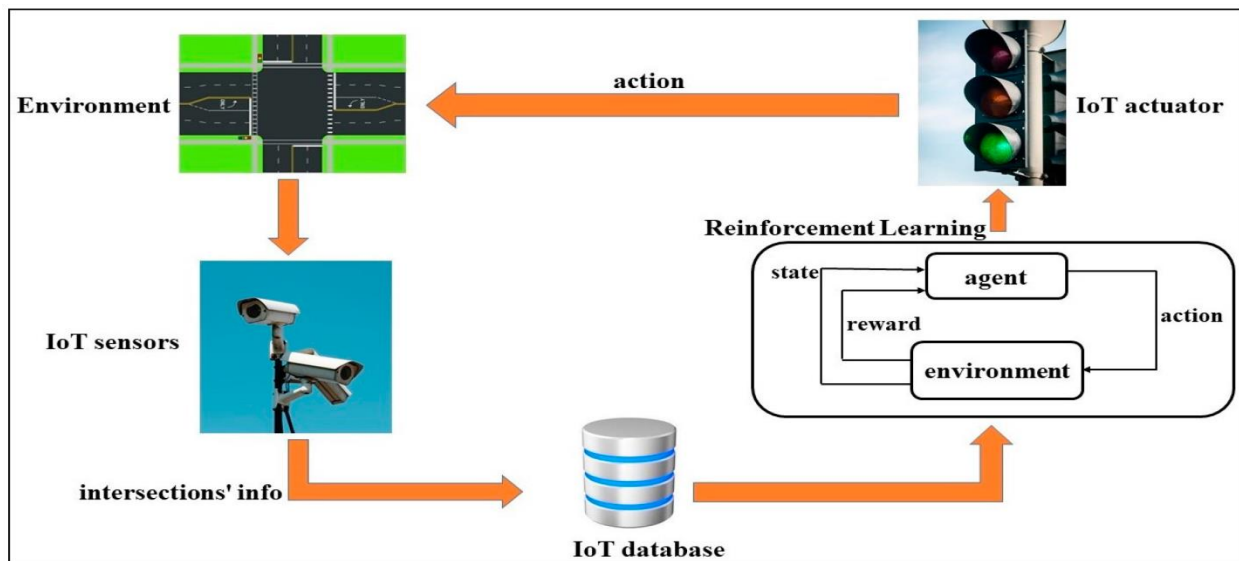 action
Environment
IoT actuator
Reinforcement Learning
state
agent
reward
action
environment
IoT sensors
intersections' info
IoT database